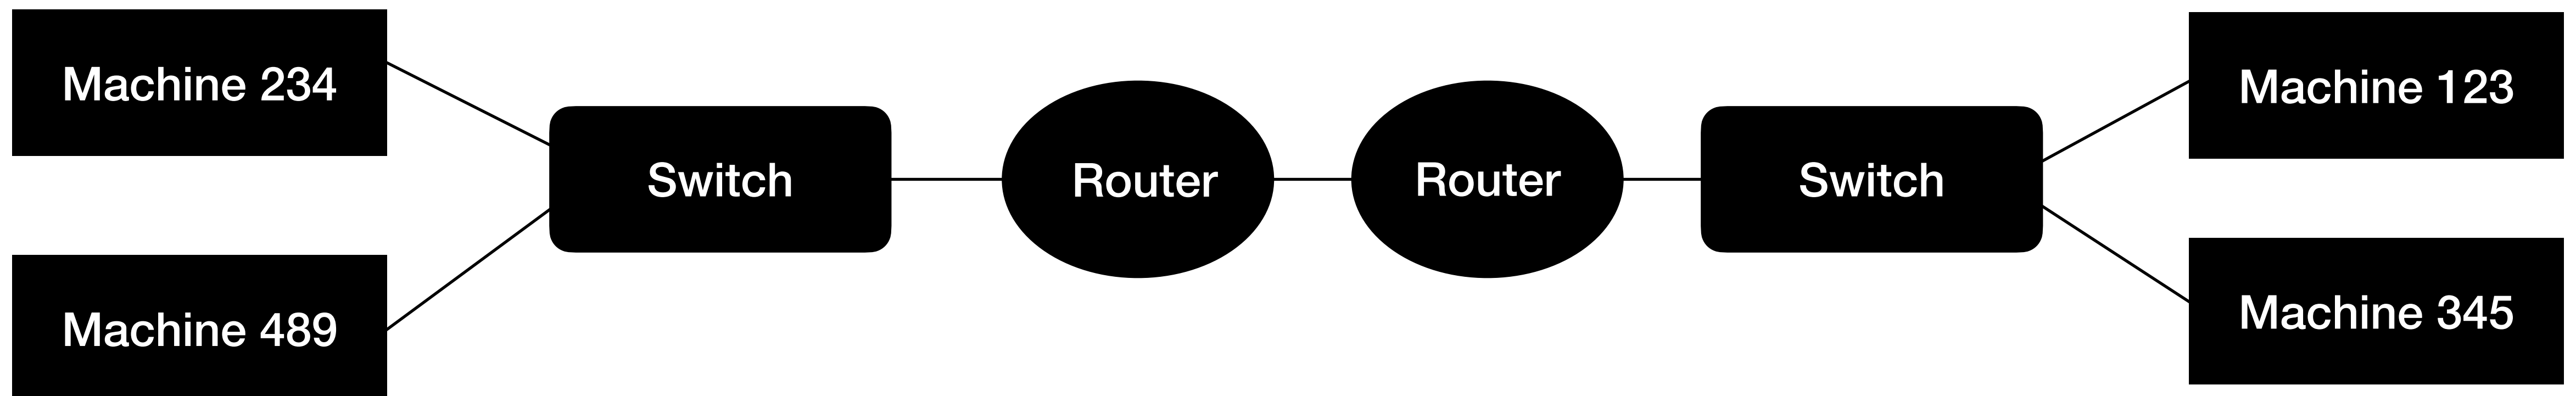 Machine 234
Machine 489
Switch
Router
Router
Switch
Machine 123
Machine 345